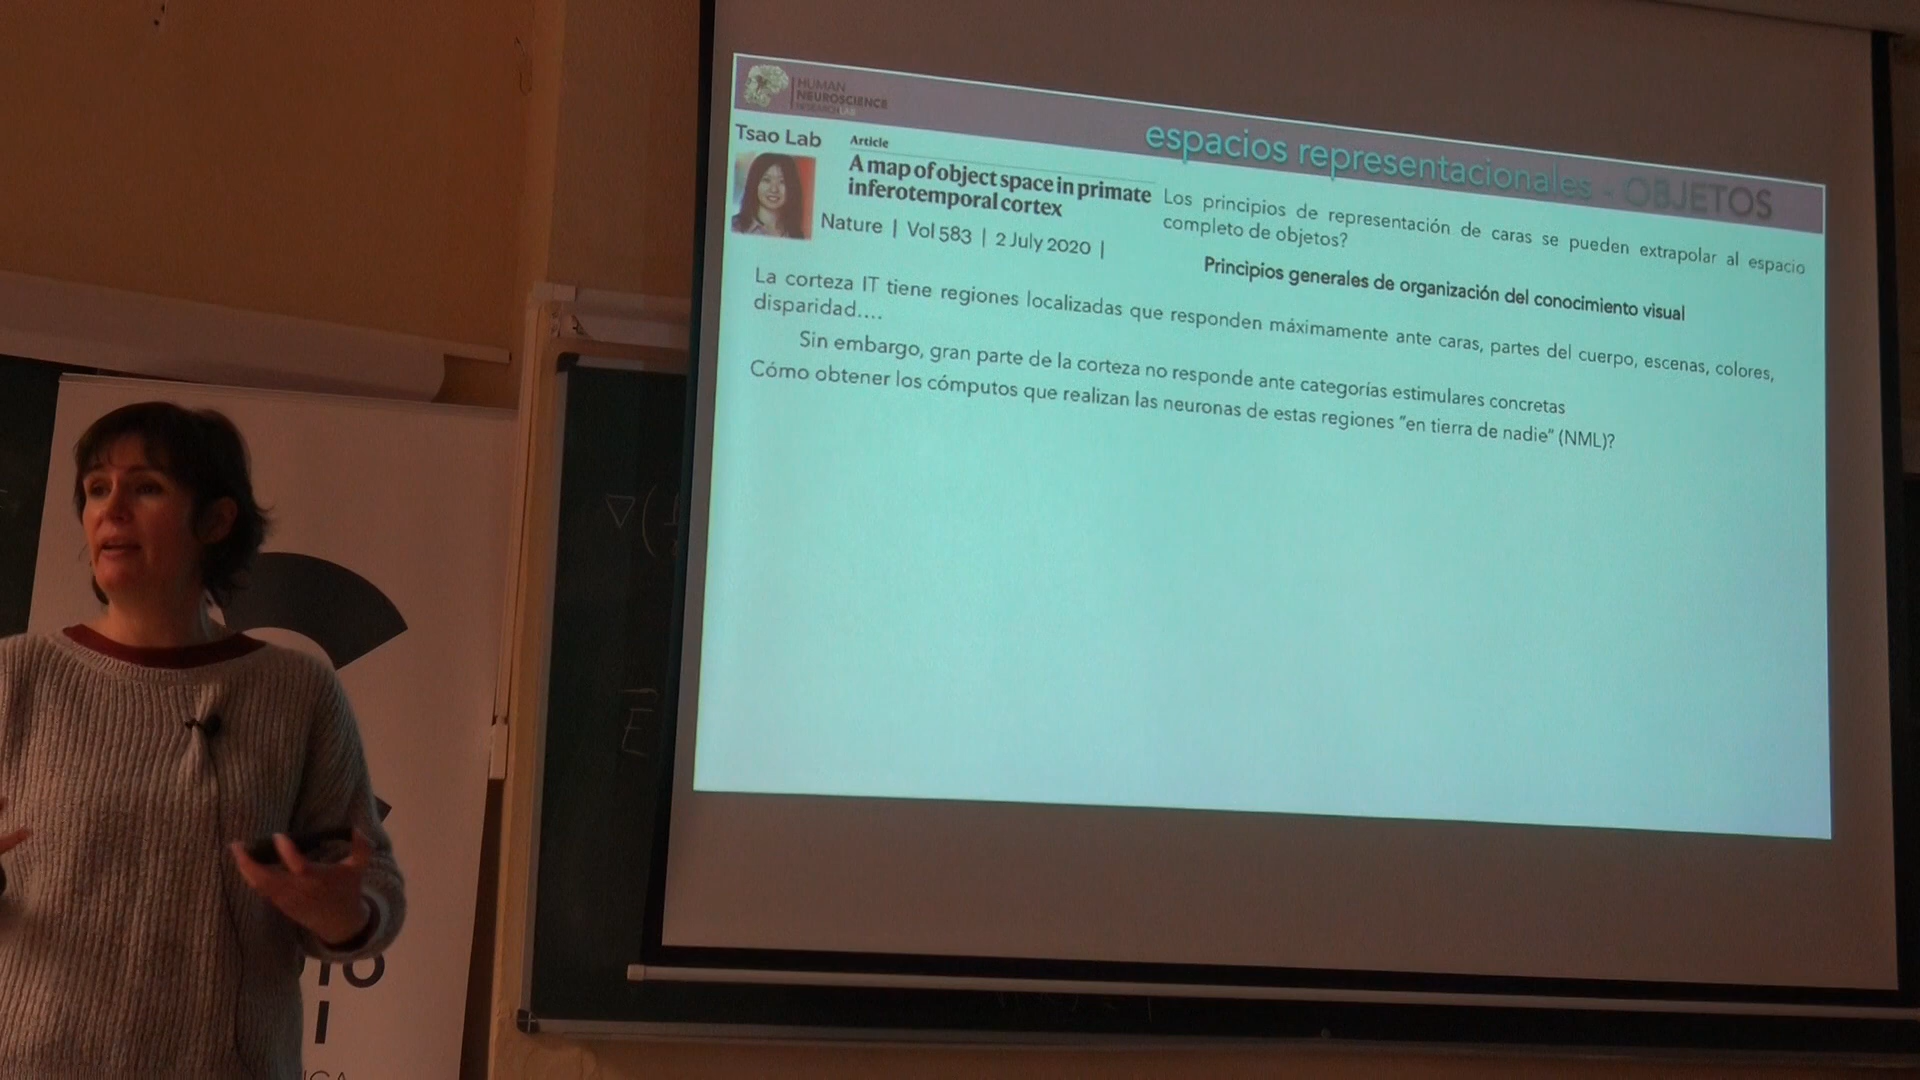 HUMAN
NEUROSCIENCE
RESEARCH LAB
espacios representacionales - OBJETOS
Tsao Lab
Article
A map of object space in primate
inferotemporal cortex
Nature | Vol 583 | 2 July 2020 |
Los principios de representación de caras se pueden extrapolar al espacio
completo de objetos?
Principios generales de organización del conocimiento visual
La corteza IT tiene regiones localizadas que responden máximamente ante caras, partes del cuerpo, escenas, colores,
disparidad....
Sin embargo, gran parte de la corteza no responde ante categorías estimulares concretas
Cómo obtener los cómputos que realizan las neuronas de estas regiones "en tierra de nadie" (NML)?
∇(
E